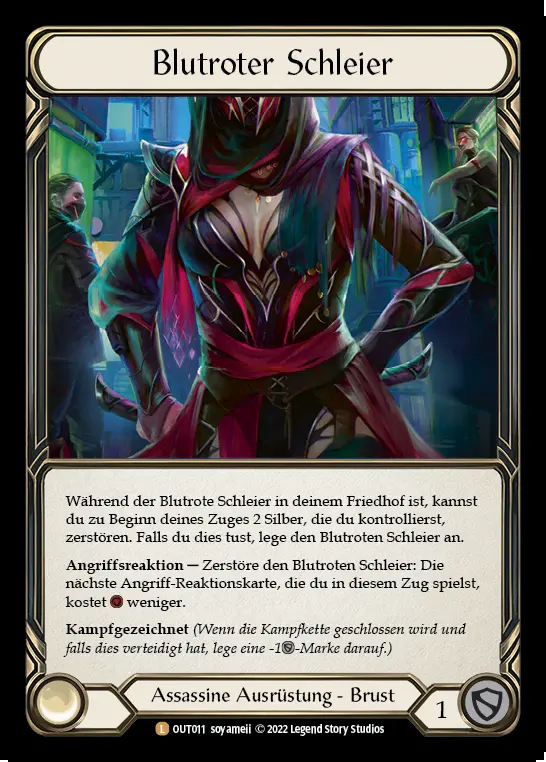 Blutroter Schleier
Während der Blutrote Schleier in deinem Friedhof ist, kannst
du zu Beginn deines Zuges 2 Silber, die du kontrollierst,
zerstören. Falls du dies tust, lege den Blutroten Schleier an.
Angriffsreaktion — Zerstöre den Blutroten Schleier: Die
nächste Angriff-Reaktionskarte, die du in diesem Zug spielst,
kostet weniger.
Kampfgezeichnet (Wenn die Kampfkette geschlossen wird und
falls dies verteidigt hat, lege eine -1-Marke darauf.)
Assassine Ausrüstung - Brust
1
L OUT011 soyameii © 2022 Legend Story Studios